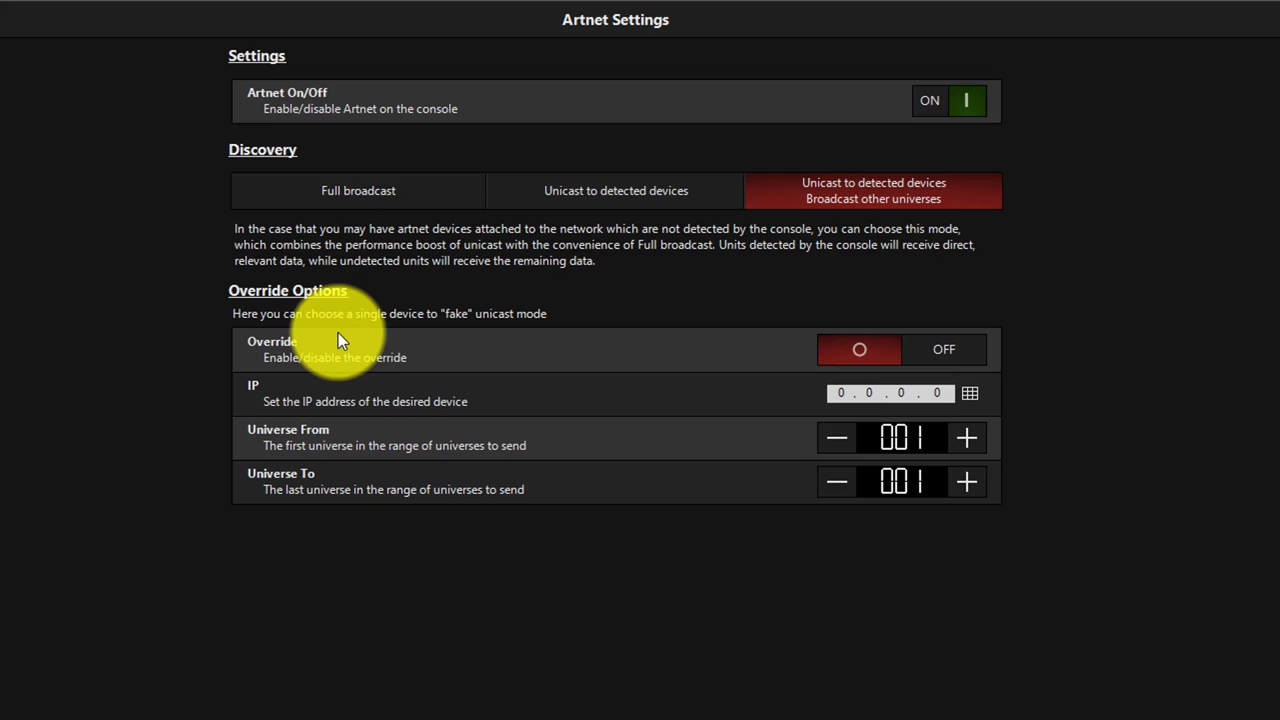 Artnet Settings
Settings
Artnet On/Off
Enable/disable Artnet on the console
ON
Discovery
Full broadcast
Unicast to detected devices
Unicast to detected devices
Broadcast other universes
In the case that you may have artnet devices attached to the network which are not detected by the console, you can choose this mode,
which combines the performance boost of unicast with the convenience of Full broadcast. Units detected by the console will receive direct,
relevant data, while undetected units will receive the remaining data.
Override Options
Here you can choose a single device to "fake" unicast mode
Override
Enable/disable the override
OFF
IP
Set the IP address of the desired device
0 . 0 . 0 . 0
Universe From
The first universe in the range of universes to send
001
Universe To
The last universe in the range of universes to send
001